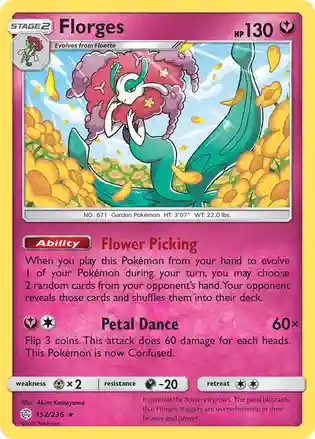 STAGE 2 Florges HP 130
Evolves from Floette
NO. 671 Garden Pokémon HT: 3'07" WT: 22.0 lbs.
Ability Flower Picking
When you play this Pokémon from your hand to evolve
1 of your Pokémon during your turn, you may choose
2 random cards from your opponent's hand. Your opponent
reveals those cards and shuffles them into their deck.
Petal Dance 60×
Flip 3 coins. This attack does 60 damage for each heads.
This Pokémon is now Confused.
weakness ×2 resistance -20 retreat
Illus. Akira Komayama
152/236 ★